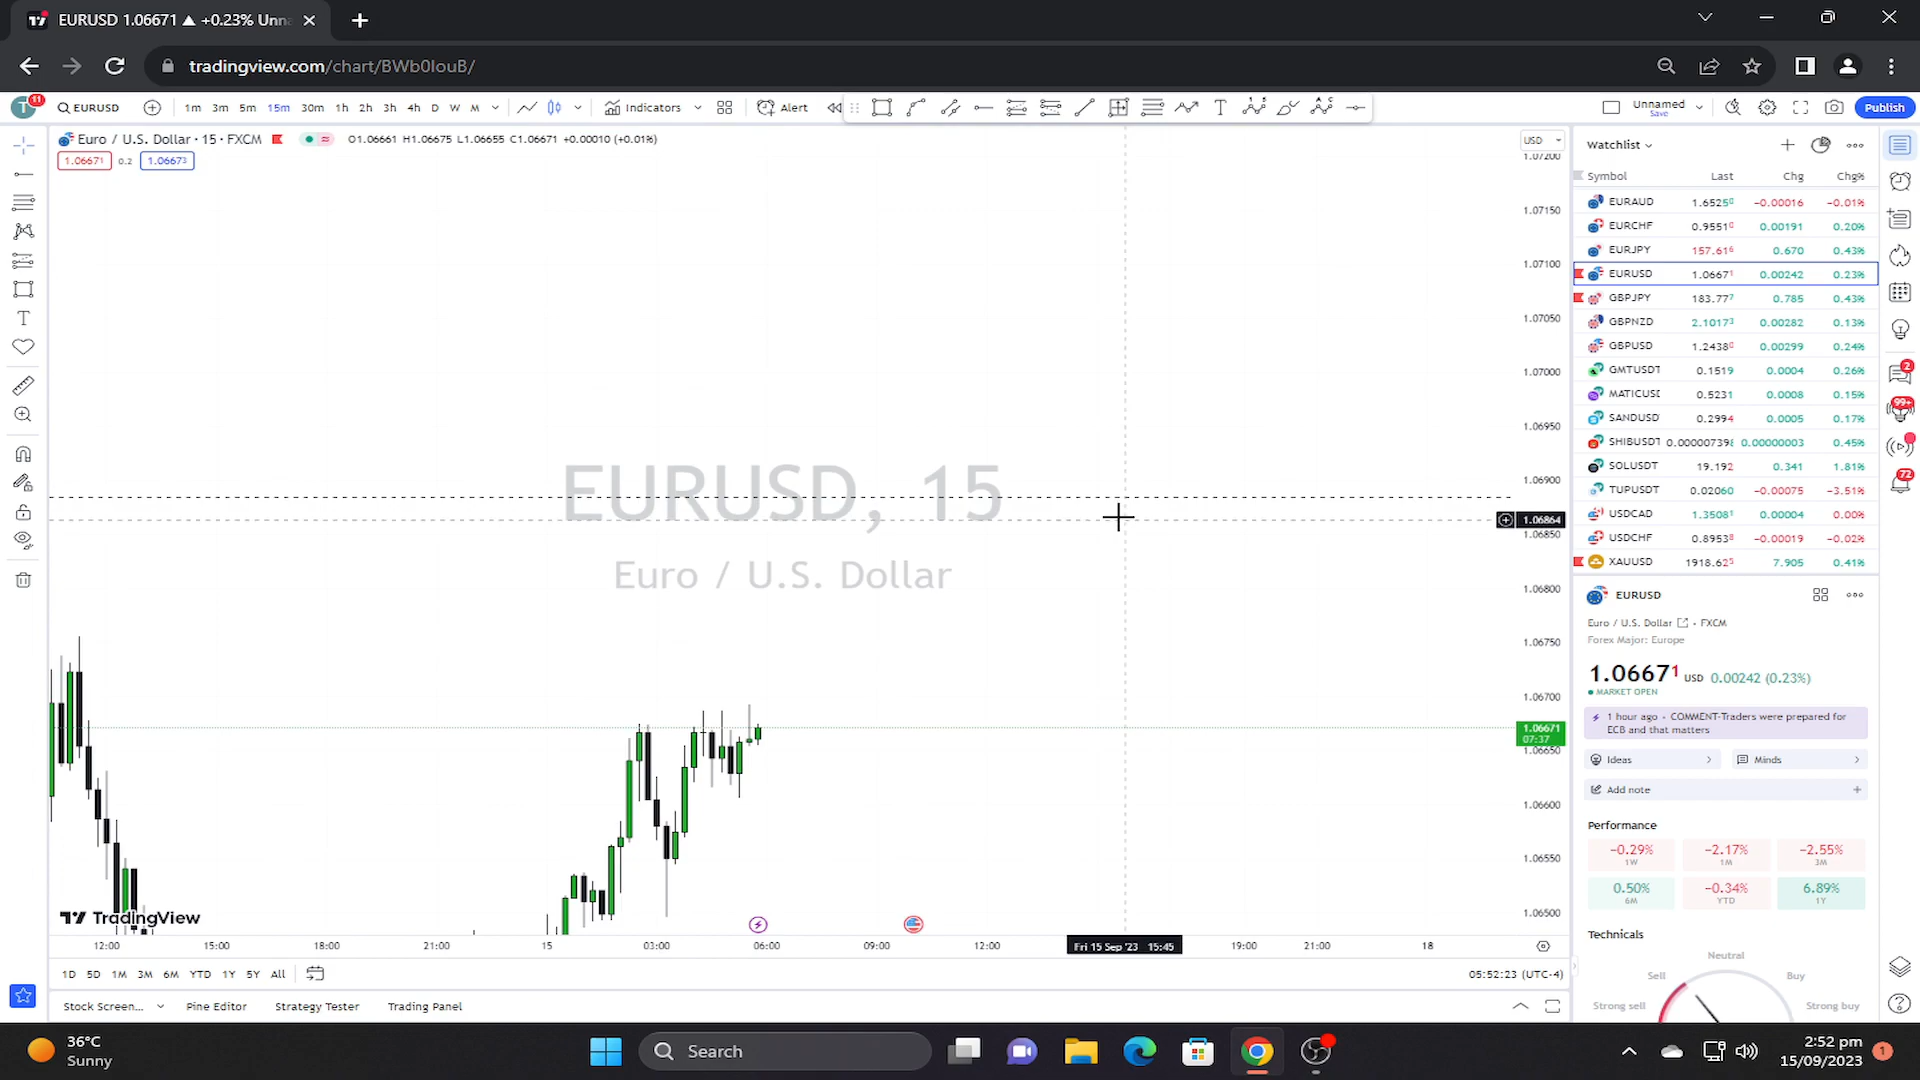 EURUSD 1.06671 ▲ +0.23% Unna
tradingview.com/chart/BWb0IouB/
T 11 EURUSD 1m 3m 5m 15m 30m 1h 2h 3h 4h D W M Indicators Alert T Unnamed Save Publish
Euro / U.S. Dollar · 15 · FXCM O1.06661 H1.06675 L1.06655 C1.06671 +0.00010 (+0.01%)
1.06671 0.2 1.06673
USD
1.07200
1.07150
1.07100
1.07050
1.07000
1.06950
1.06900
1.06864
1.06850
1.06800
1.06750
1.06700
1.06671
07:37
1.06650
1.06600
1.06550
1.06500
EURUSD, 15
Euro / U.S. Dollar
TradingView
12:00 15:00 18:00 21:00 15 03:00 06:00 09:00 12:00 Fri 15 Sep '23 15:45 19:00 21:00 18
1D 5D 1M 3M 6M YTD 1Y 5Y All 05:52:23 (UTC-4)
Stock Screen... Pine Editor Strategy Tester Trading Panel
Watchlist
Symbol Last Chg Chg%
EURAUD 1.65250 -0.00016 -0.01%
EURCHF 0.95510 0.00191 0.20%
EURJPY 157.616 0.670 0.43%
EURUSD 1.06671 0.00242 0.23%
GBPJPY 183.777 0.785 0.43%
GBPNZD 2.10173 0.00282 0.13%
GBPUSD 1.24380 0.00299 0.24%
GMTUSDT 0.1519 0.0004 0.26%
MATICUSD 0.5231 0.0008 0.15%
SANDUSD 0.2994 0.0005 0.17%
SHIBUSDT 0.00000739 0.00000003 0.45%
SOLUSDT 19.192 0.341 1.81%
TUPUSDT 0.02060 -0.00075 -3.51%
USDCAD 1.35081 0.00004 0.00%
USDCHF 0.89538 -0.00019 -0.02%
XAUUSD 1918.625 7.905 0.41%
EURUSD
Euro / U.S. Dollar · FXCM
Forex Major: Europe
1.06671 USD 0.00242 (0.23%)
MARKET OPEN
1 hour ago · COMMENT-Traders were prepared for
ECB and that matters
Ideas Minds
Add note
Performance
-0.29% -2.17% -2.55%
1W 1M 3M
0.50% -0.34% 6.89%
6M YTD 1Y
Technicals
Neutral
Sell Buy
Strong sell Strong buy
2
99+
72
36°C
Sunny
Search
2:52 pm
15/09/2023
1